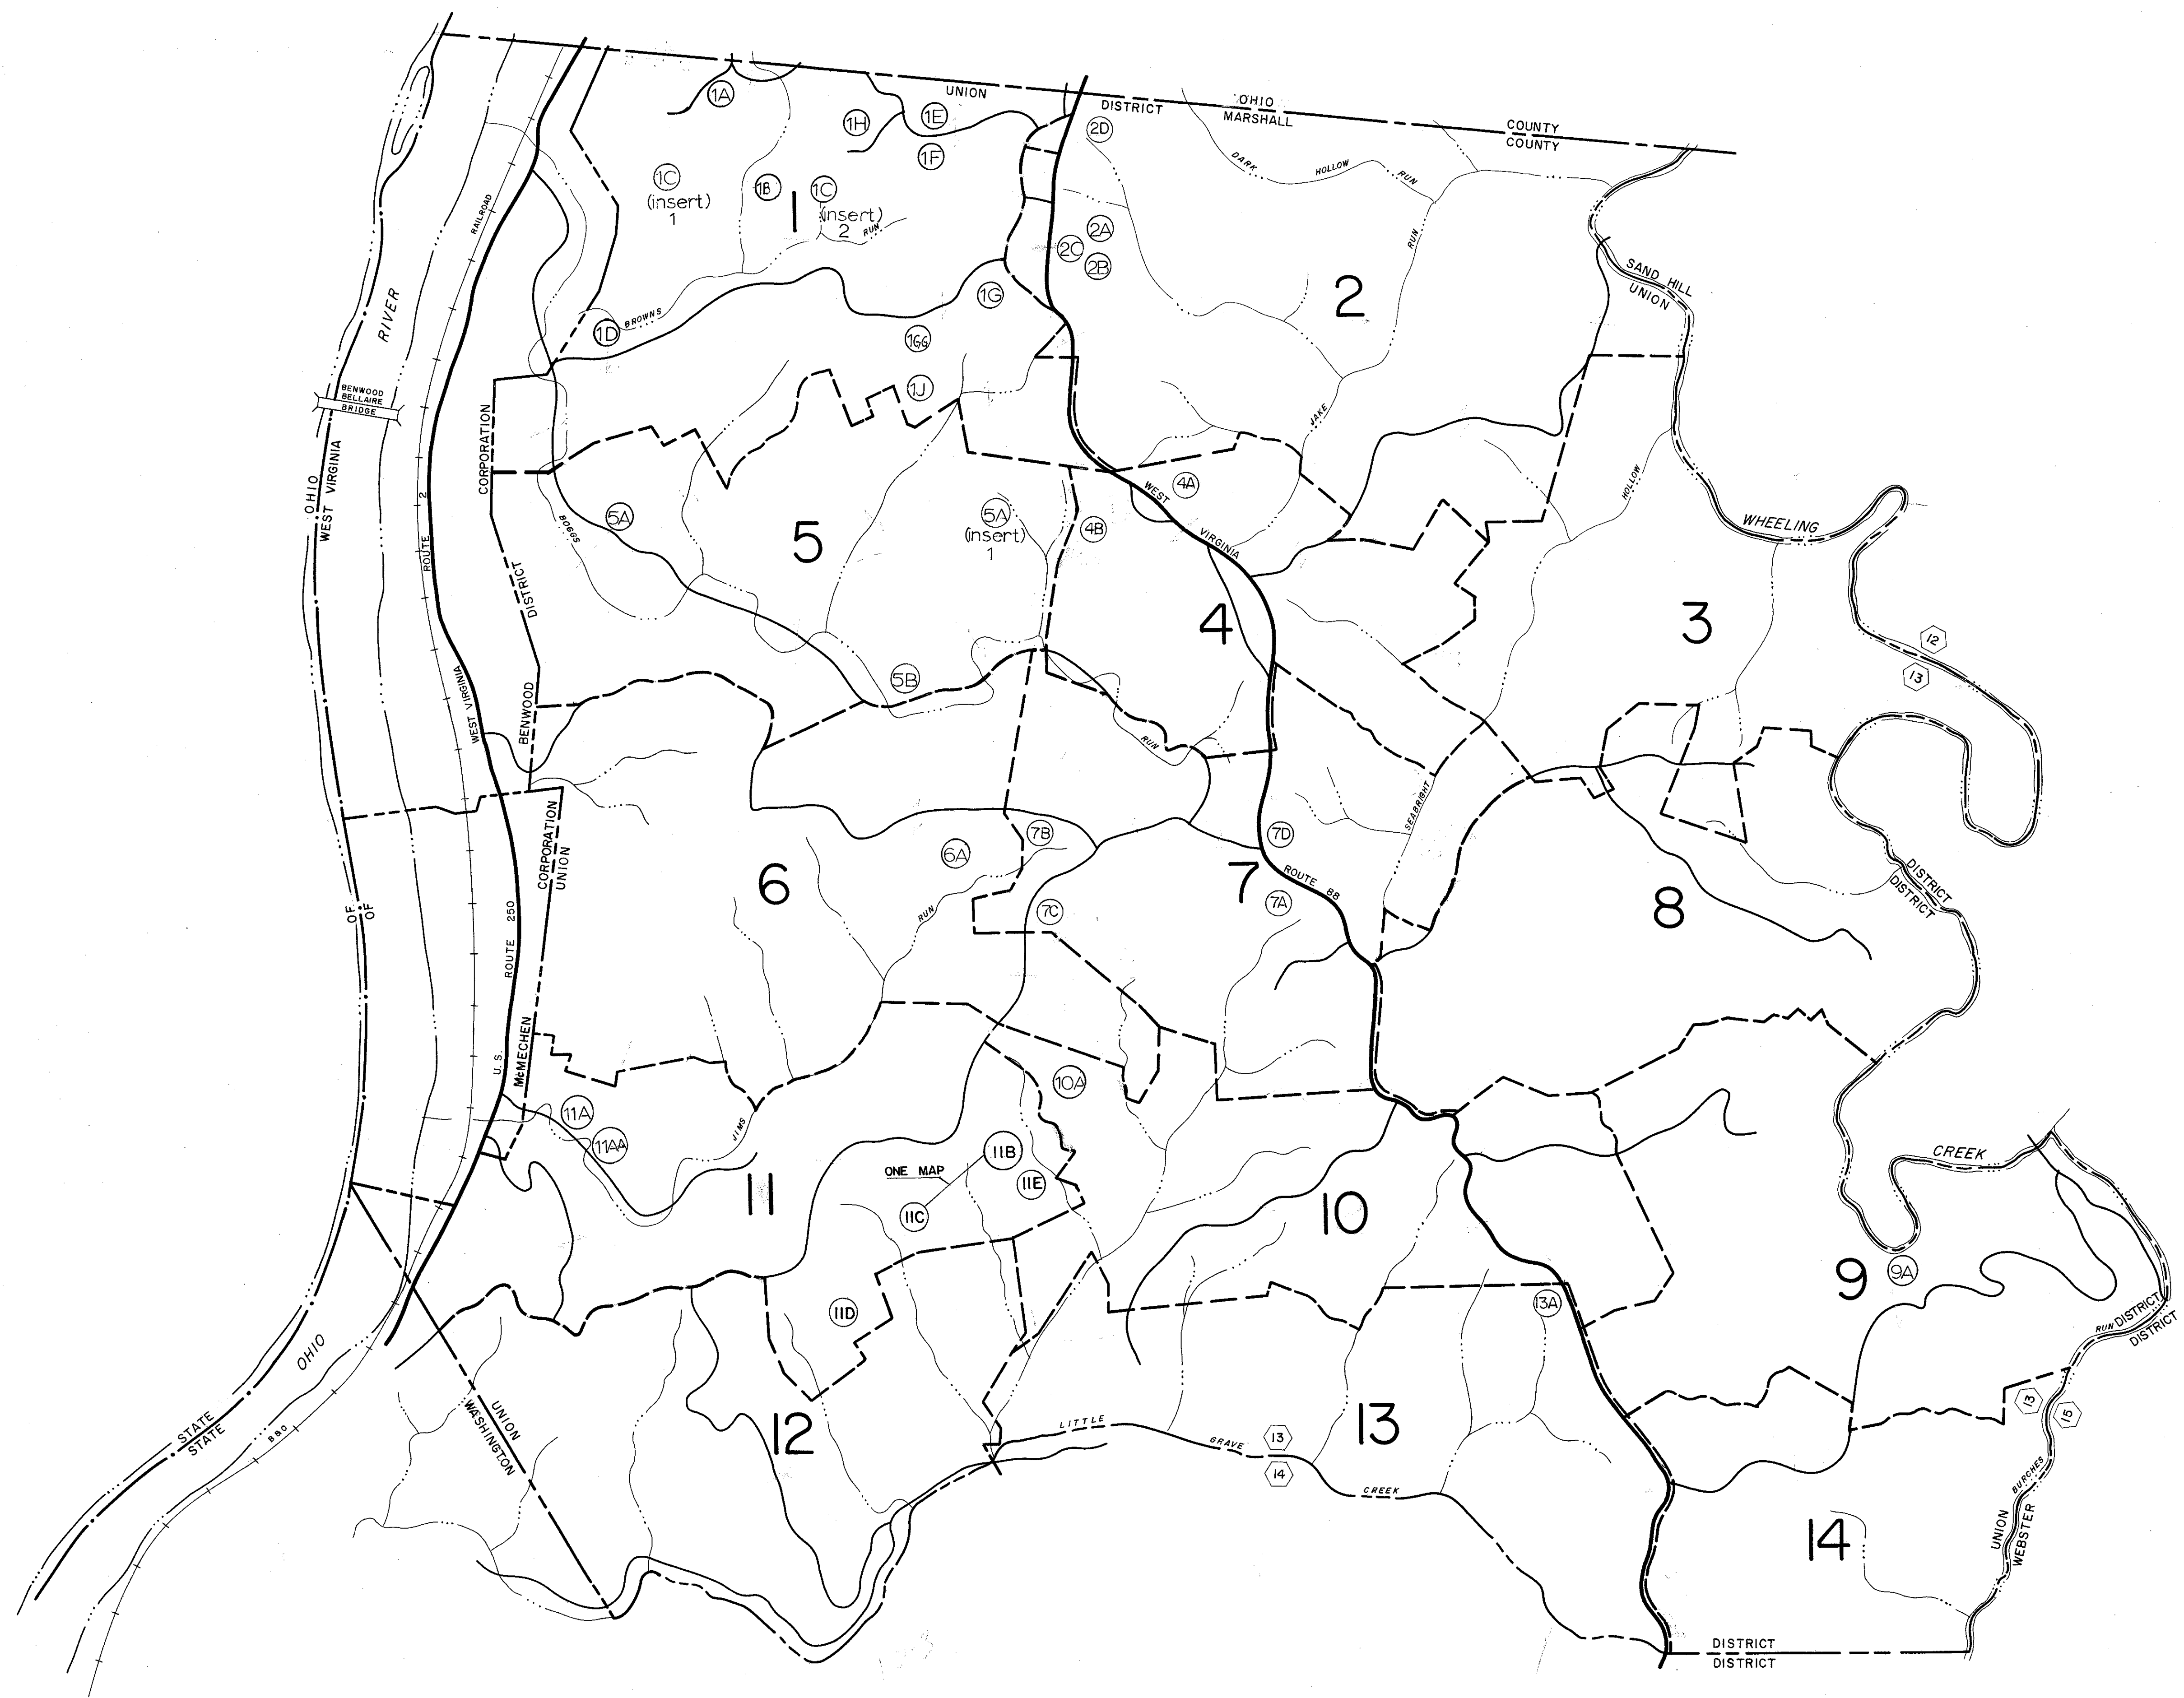 UNION
DISTRICT
OHIO
MARSHALL
COUNTY
COUNTY
1A
1H
1E
1F
2D
DARK
HOLLOW
RUN
1C
(insert)
1
1B
1
1C
(insert)
2
RUN
RAILROAD
2A
2C
2B
RUN
2
SAND HILL
UNION
RIVER
1D
BROWNS
1G
1GG
1J
BENWOOD
BELLAIRE
BRIDGE
CORPORATION
JAKE
OHIO
WEST VIRGINIA
ROUTE 2
BOGGS
5A
5
5A
(insert)
1
4A
4B
WEST
VIRGINIA
HOLLOW
WHEELING
DISTRICT
4
3
12
13
5B
WEST VIRGINIA
BENWOOD
RUN
SEABRIGHT
CORPORATION
UNION
6A
7B
7D
6
7
ROUTE 88
7A
7C
RUN
8
DISTRICT
DISTRICT
OF
OF
U.S. ROUTE 250
McMECHEN
10A
11A
11AA
JIMS
11B
ONE MAP
11E
11C
11
10
CREEK
9
9A
11D
13A
RUN
DISTRICT
DISTRICT
OHIO
STATE
STATE
B&O
UNION
WASHINGTON
12
LITTLE
GRAVE
13
14
CREEK
13
13
15
BURCHES
UNION
WEBSTER
14
DISTRICT
DISTRICT